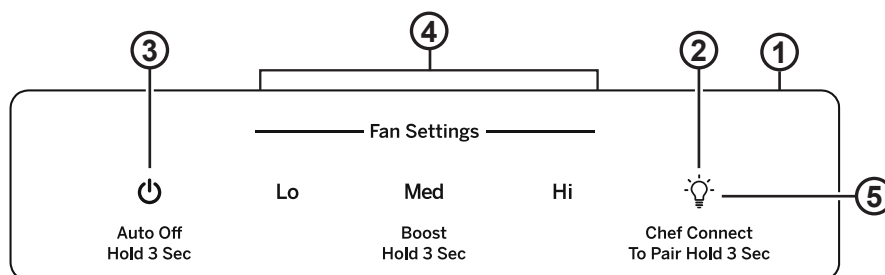 3
4
2
1
Fan Settings
Lo Med Hi
5
Auto Off
Hold 3 Sec
Boost
Hold 3 Sec
Chef Connect
To Pair Hold 3 Sec